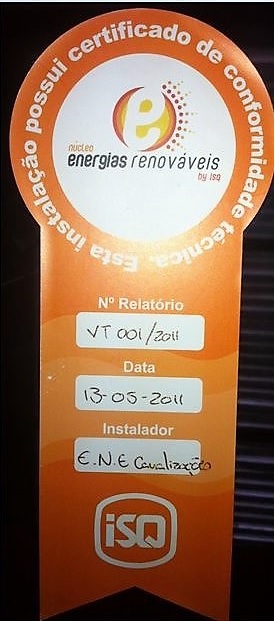 Esta instalação possui certificado de conformidade técnica.
e
núcleo
energias renováveis
by isq
Nº Relatório
VT 001/2011
Data
13-05-2011
Instalador
E.N.E Canalização
iSQ